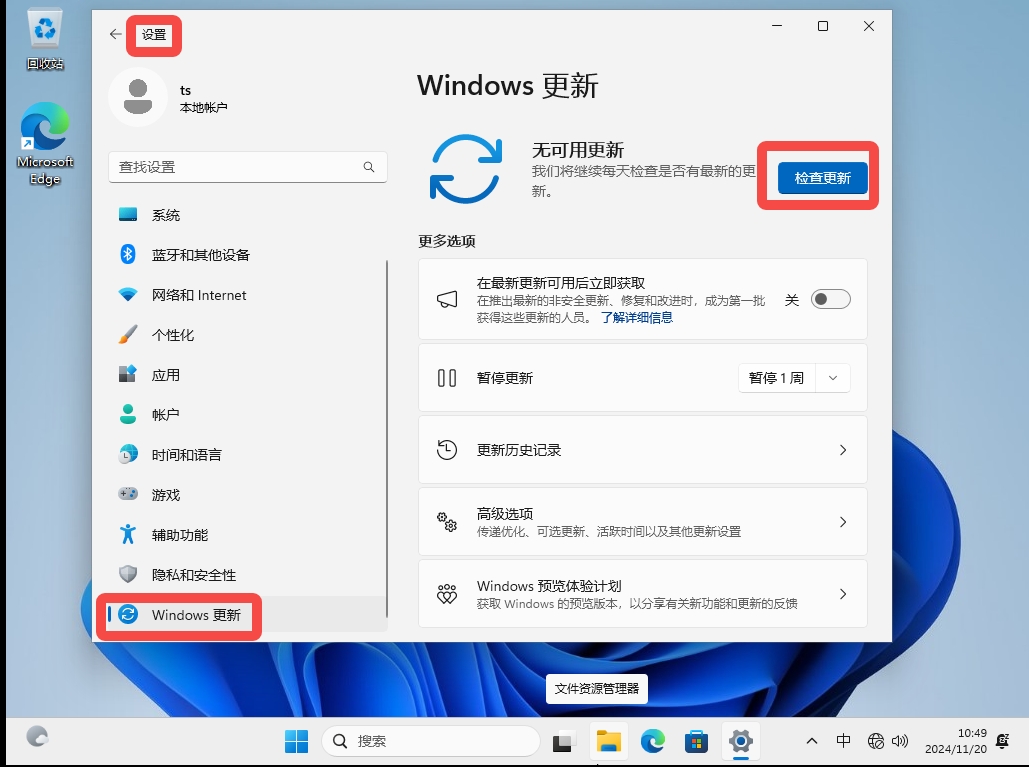 回收站
Microsoft
Edge
设置
ts
本地帐户
查找设置
系统
蓝牙和其他设备
网络和 Internet
个性化
应用
帐户
时间和语言
游戏
辅助功能
隐私和安全性
Windows 更新
Windows 更新
无可用更新
我们将继续每天检查是否有最新的更
新。
检查更新
更多选项
在最新更新可用后立即获取
在推出最新的非安全更新、修复和改进时，成为第一批
获得这些更新的人员。 了解详细信息
关
暂停更新
暂停 1 周
更新历史记录
高级选项
传递优化、可选更新、活跃时间以及其他更新设置
Windows 预览体验计划
获取 Windows 的预览版本，以分享有关新功能和更新的反馈
文件资源管理器
搜索
中
10:49
2024/11/20